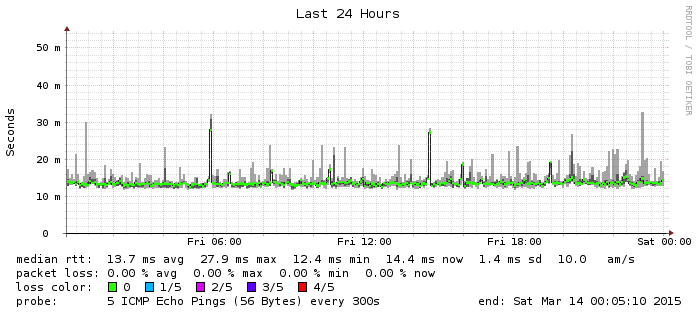 Last 24 Hours
RRDTOOL / TOBI OETIKER
Seconds
50 m
40 m
30 m
20 m
10 m
0
Fri 06:00 Fri 12:00 Fri 18:00 Sat 00:00
median rtt: 13.7 ms avg 27.9 ms max 12.4 ms min 14.4 ms now 1.4 ms sd 10.0 am/s
packet loss: 0.00 % avg 0.00 % max 0.00 % min 0.00 % now
loss color: 0 1/5 2/5 3/5 4/5
probe: 5 ICMP Echo Pings (56 Bytes) every 300s end: Sat Mar 14 00:05:10 2015